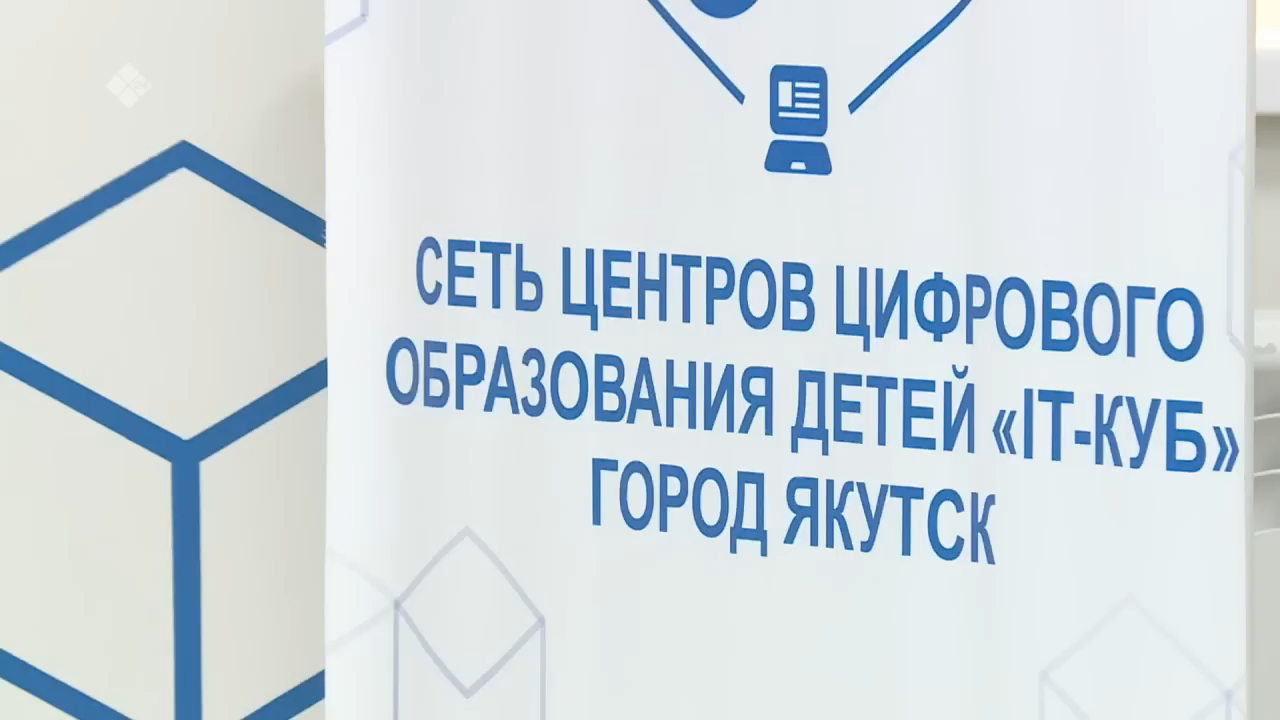 СЕТЬ ЦЕНТРОВ ЦИФРОВОГО
ОБРАЗОВАНИЯ ДЕТЕЙ «IT-КУБ»
ГОРОД ЯКУТСК